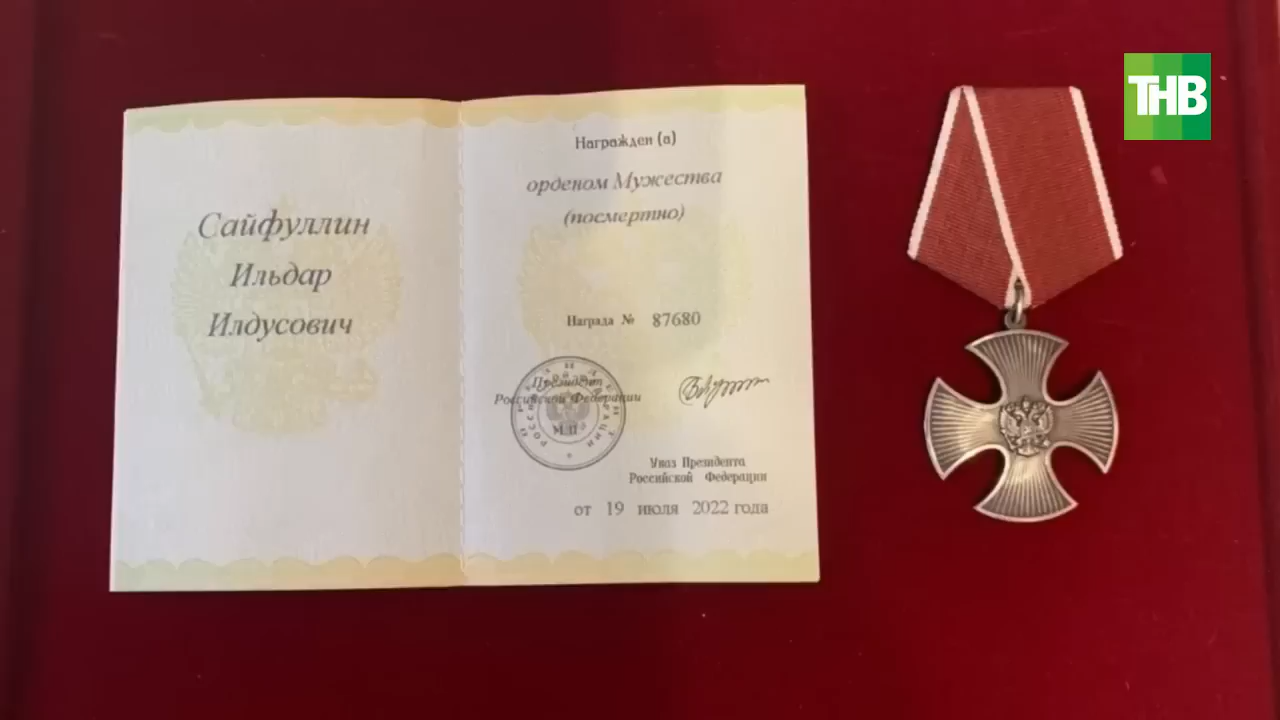 ТНВ
Сайфуллин
Ильдар
Илдусович
Награжден (а)
орденом Мужества
(посмертно)
Награда № 87680
Президент
Российской Федерации
М.П.
Указ Президента
Российской Федерации
от 19 июля 2022 года